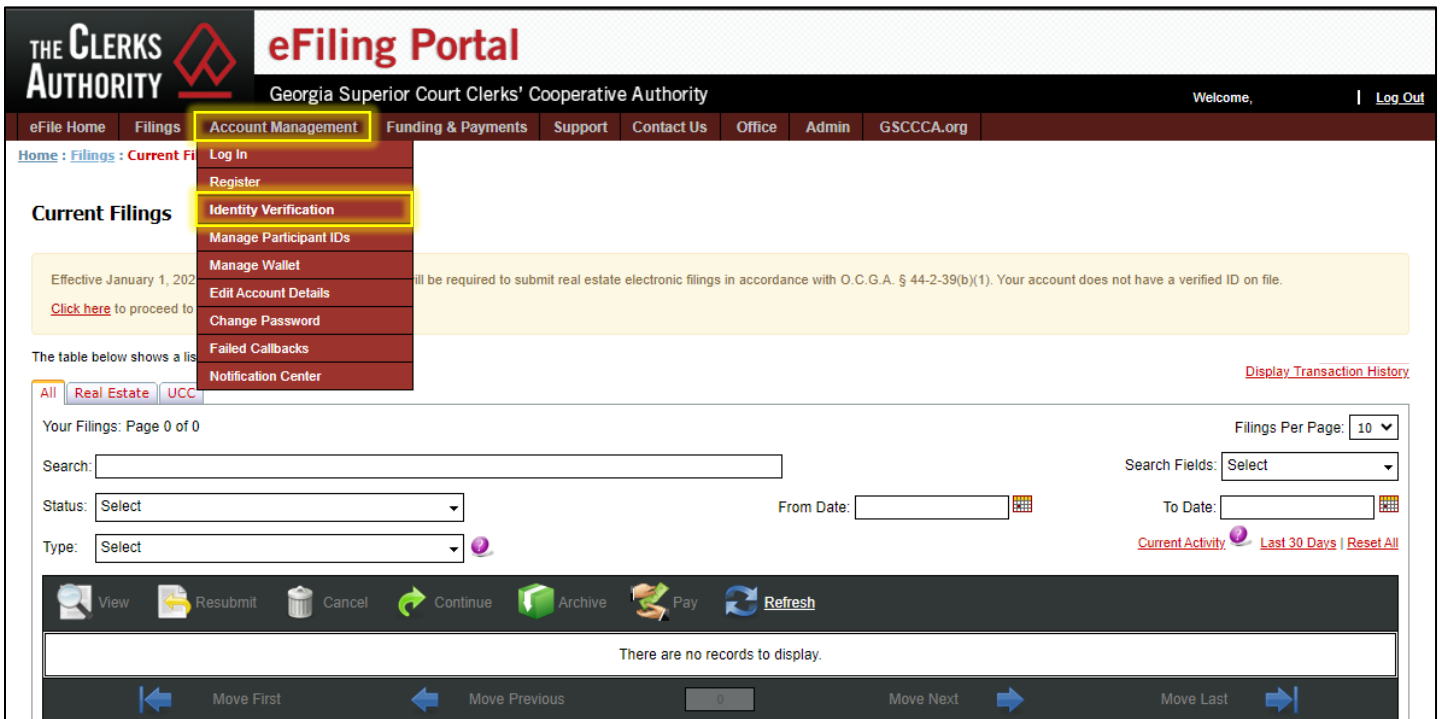 THE CLERKS
AUTHORITY
eFiling Portal
Georgia Superior Court Clerks' Cooperative Authority
Welcome, | Log Out
eFile Home Filings Account Management Funding & Payments Support Contact Us Office Admin GSCCCA.org
Home : Filings : Current Fi
Log In
Register
Identity Verification
Manage Participant IDs
Manage Wallet
Edit Account Details
Change Password
Failed Callbacks
Notification Center
Current Filings
Effective January 1, 202 ill be required to submit real estate electronic filings in accordance with O.C.G.A. § 44-2-39(b)(1). Your account does not have a verified ID on file.
Click here to proceed to
The table below shows a lis
Display Transaction History
All Real Estate UCC
Your Filings: Page 0 of 0 Filings Per Page: 10
Search: Search Fields: Select
Status: Select From Date: To Date:
Type: Select ? Current Activity ? Last 30 Days | Reset All
View Resubmit Cancel Continue Archive Pay Refresh
There are no records to display.
Move First Move Previous 0 Move Next Move Last